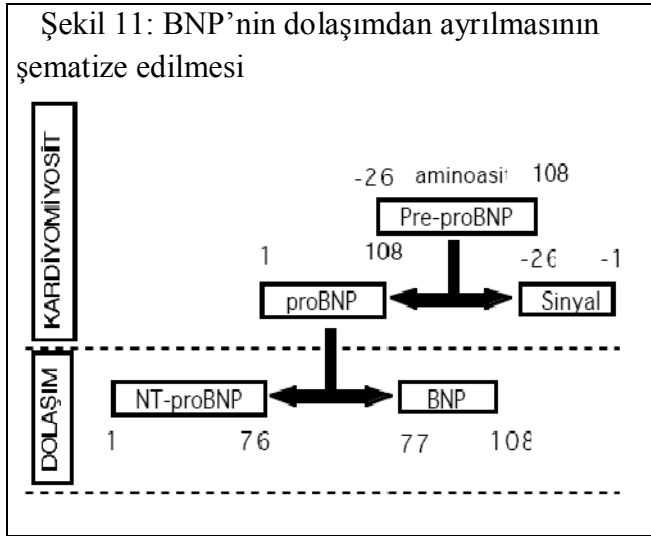 Şekil 11: BNP’nin dolaşımdan ayrılmasının
şematize edilmesi
KARDİYOMİYOSİT
-26 aminoasit 108
Pre-proBNP
1 108 -26 -1
proBNP Sinyal
DOLAŞIM
NT-proBNP BNP
1 76 77 108